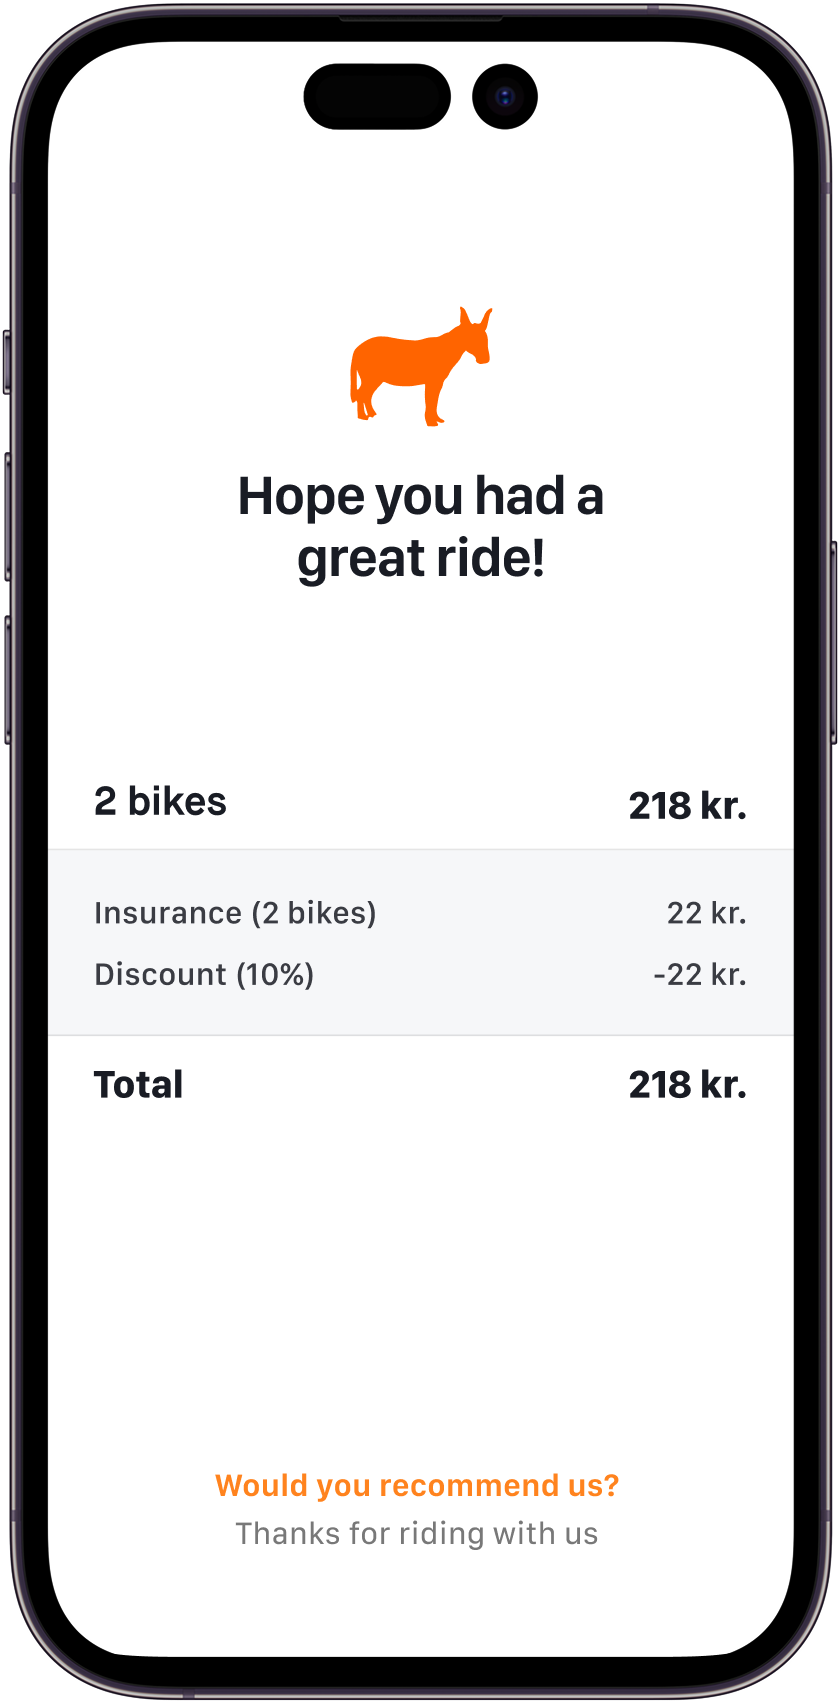 Hope you had a
great ride!
2 bikes 218 kr.
Insurance (2 bikes) 22 kr.
Discount (10%) -22 kr.
Total 218 kr.
Would you recommend us?
Thanks for riding with us